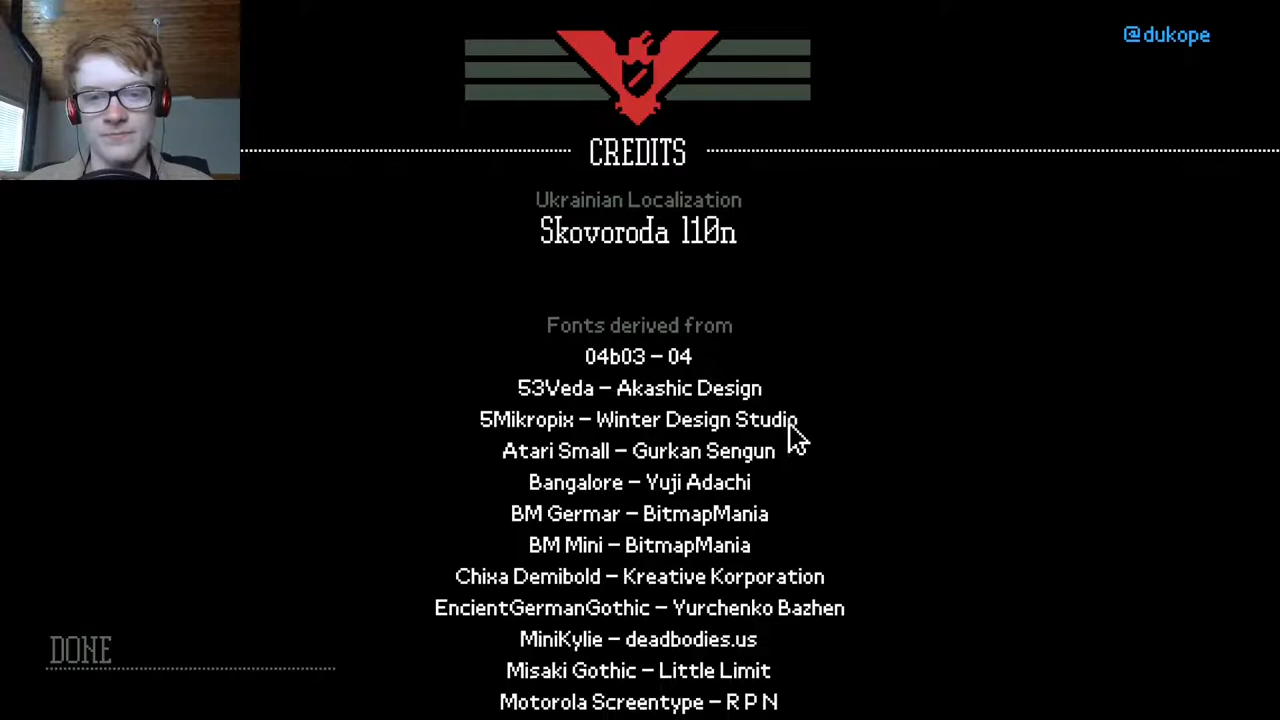 @dukope
CREDITS
Ukrainian Localization
Skovoroda l10n
Fonts derived from
04b03 – 04
53Veda – Akashic Design
5Mikropix – Winter Design Studio
Atari Small – Gurkan Sengun
Bangalore – Yuji Adachi
BM Germar – BitmapMania
BM Mini – BitmapMania
Chixa Demibold – Kreative Korporation
EncientGermanGothic – Yurchenko Bazhen
MiniKylie – deadbodies.us
Misaki Gothic – Little Limit
Motorola Screentype – R P N
DONE